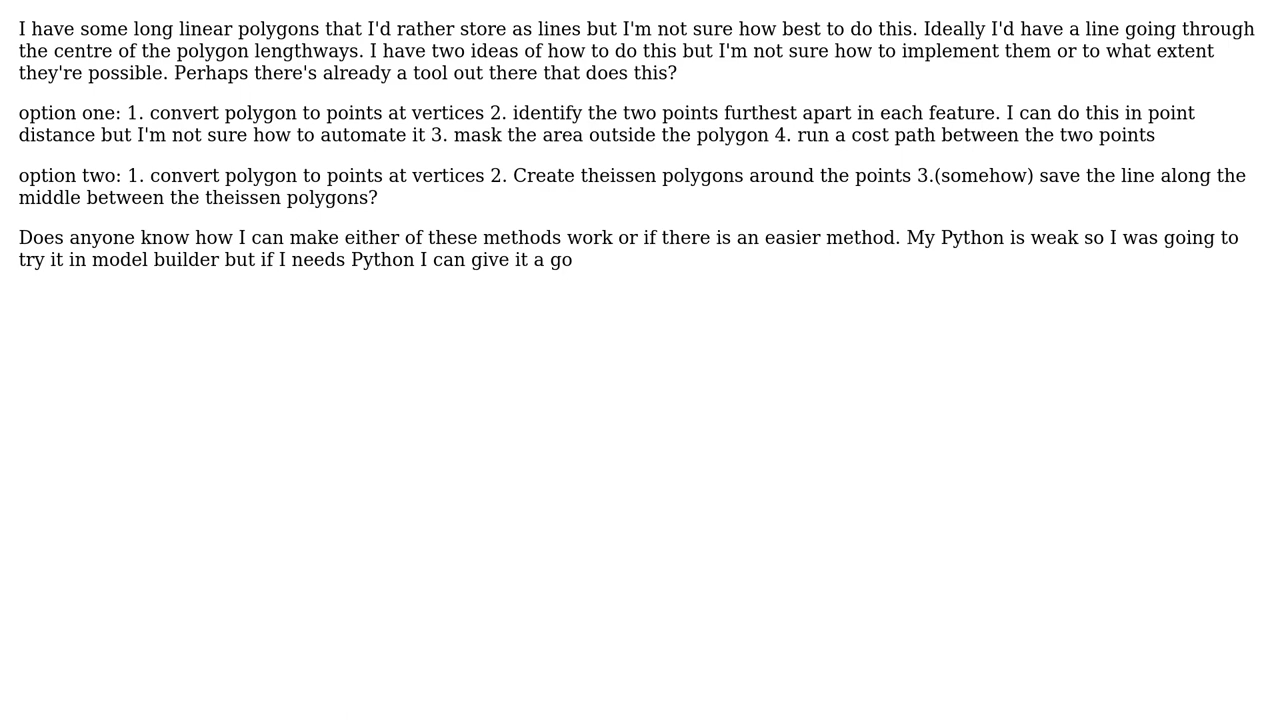 I have some long linear polygons that I'd rather store as lines but I'm not sure how best to do this. Ideally I'd have a line going through
the centre of the polygon lengthways. I have two ideas of how to do this but I'm not sure how to implement them or to what extent
they're possible. Perhaps there's already a tool out there that does this?
option one: 1. convert polygon to points at vertices 2. identify the two points furthest apart in each feature. I can do this in point
distance but I'm not sure how to automate it 3. mask the area outside the polygon 4. run a cost path between the two points
option two: 1. convert polygon to points at vertices 2. Create theissen polygons around the points 3.(somehow) save the line along the
middle between the theissen polygons?
Does anyone know how I can make either of these methods work or if there is an easier method. My Python is weak so I was going to
try it in model builder but if I needs Python I can give it a go